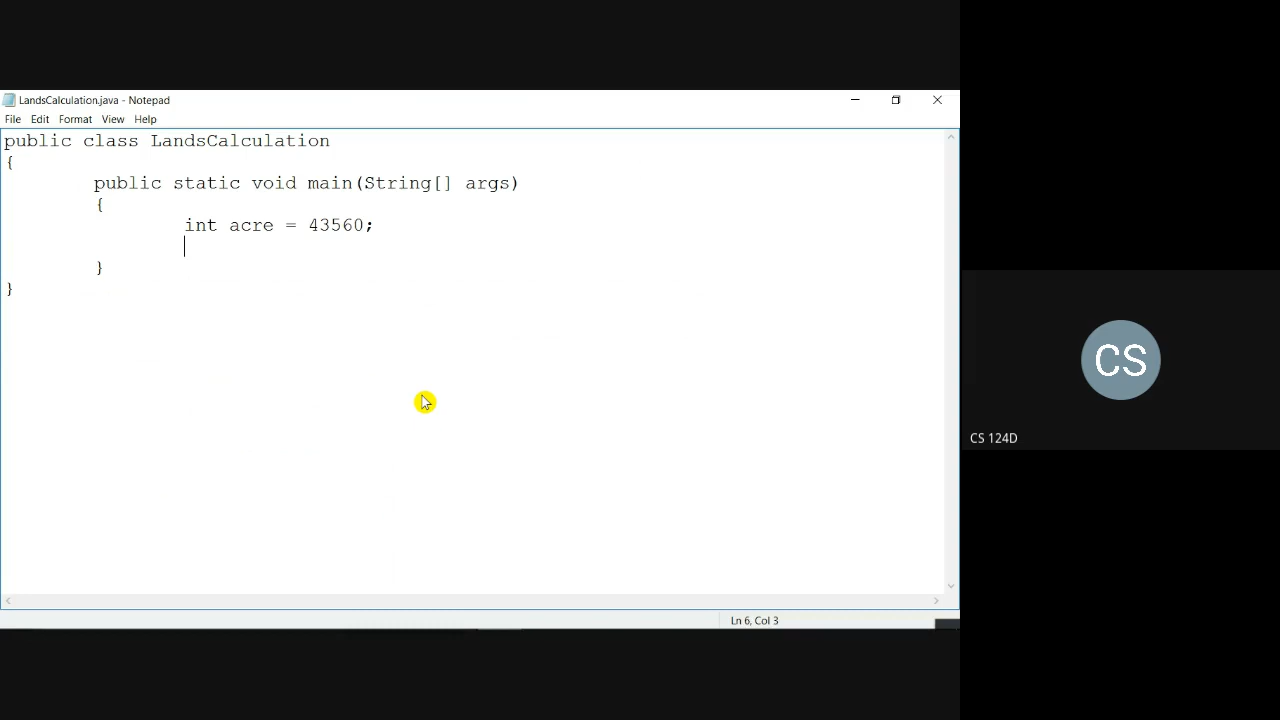 LandsCalculation.java - Notepad
File Edit Format View Help
public class LandsCalculation
{
public static void main(String[] args)
{
int acre = 43560;
}
}
CS
CS 124D
Ln 6, Col 3